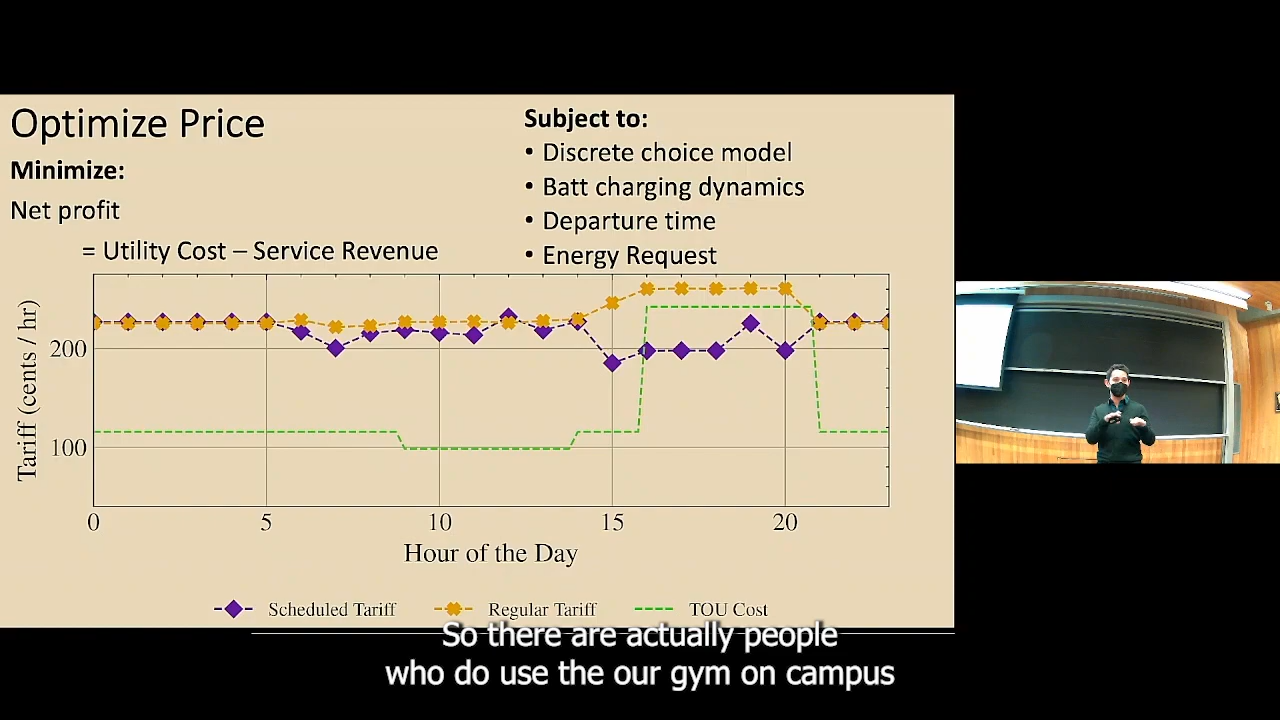 Optimize Price
Minimize:
Net profit
= Utility Cost – Service Revenue
Subject to:
• Discrete choice model
• Batt charging dynamics
• Departure time
• Energy Request
Tariff (cents / hr)
200
100
0 5 10 15 20
Hour of the Day
Scheduled Tariff Regular Tariff TOU Cost
So there are actually people
who do use the our gym on campus